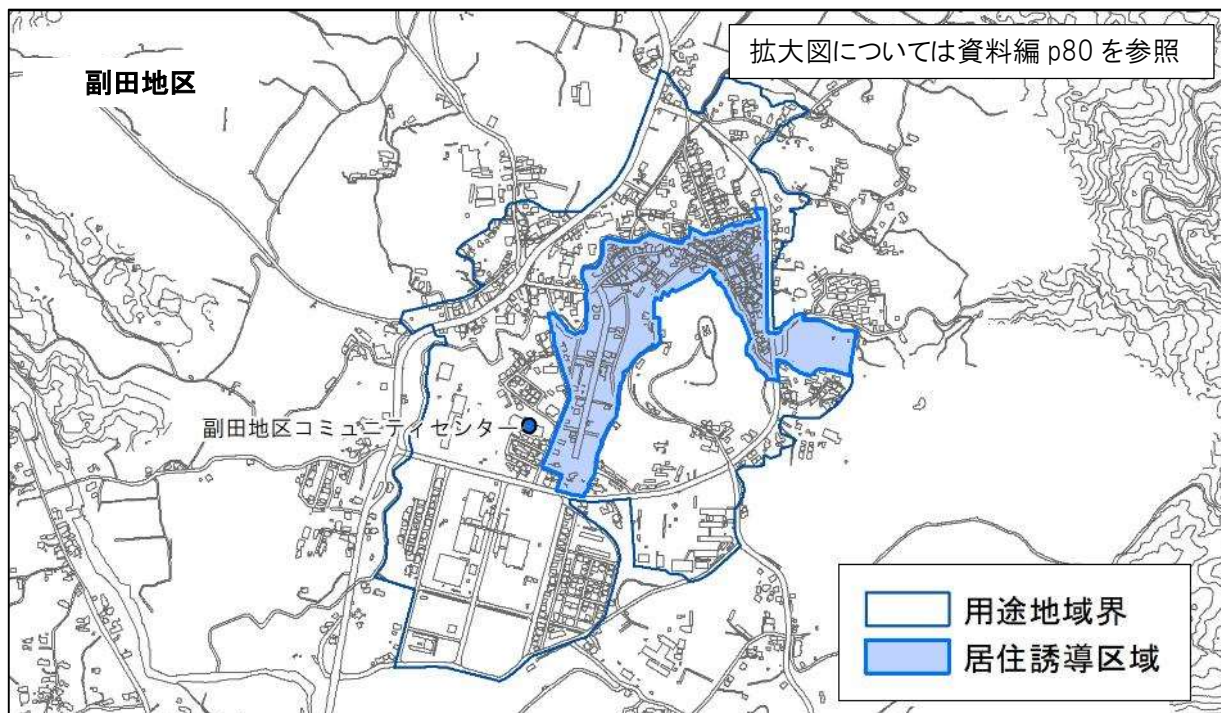 拡大図については資料編 p80 を参照
副田地区
副田地区コミュニティセンター
用途地域界
居住誘導区域